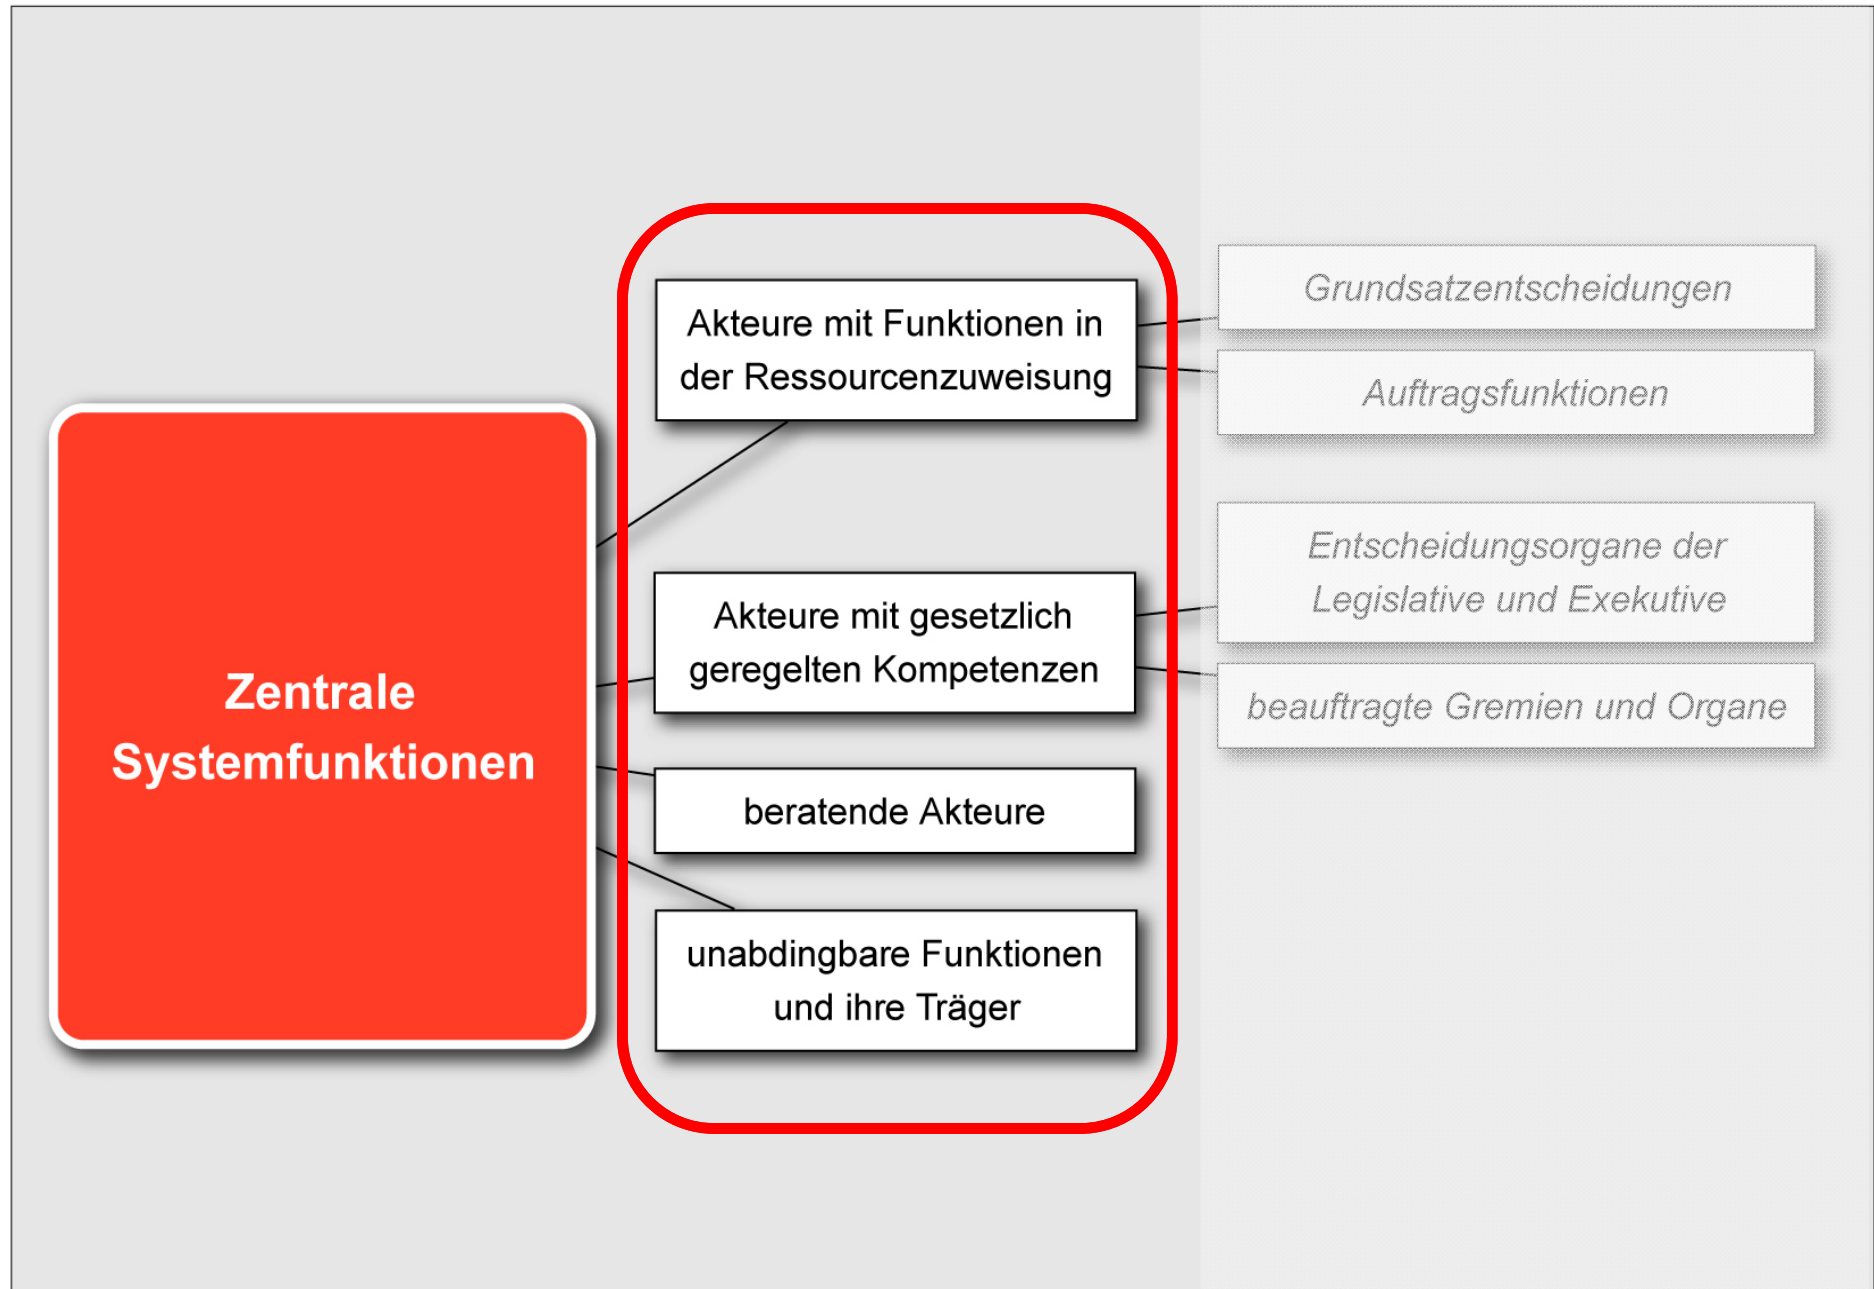 Zentrale
Systemfunktionen
Akteure mit Funktionen in
der Ressourcenzuweisung
Grundsatzentscheidungen
Auftragsfunktionen
Akteure mit gesetzlich
geregelten Kompetenzen
Entscheidungsorgane der
Legislative und Exekutive
beauftragte Gremien und Organe
beratende Akteure
unabdingbare Funktionen
und ihre Träger